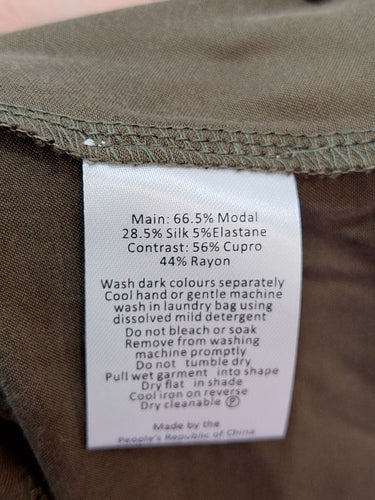 Main: 66.5% Modal
28.5% Silk 5%Elastane
Contrast: 56% Cupro
44% Rayon
Wash dark colours separately
Cool hand or gentle machine
wash in laundry bag using
dissolved mild detergent
Do not bleach or soak
Remove from washing
machine promptly
Do not tumble dry
Pull wet garment into shape
Dry flat in shade
Cool iron on reverse
Dry cleanable Ⓟ
Made by the
People's Republic of China